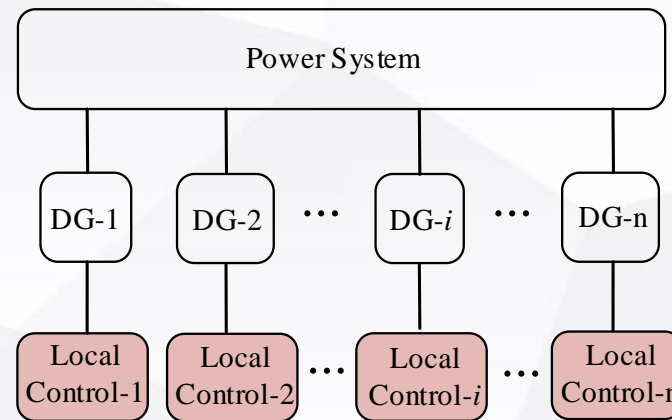 Power System
DG-1 DG-2 ... DG-i ... DG-n
Local Control-1
Local Control-2
...
Local Control-i
...
Local Control-n